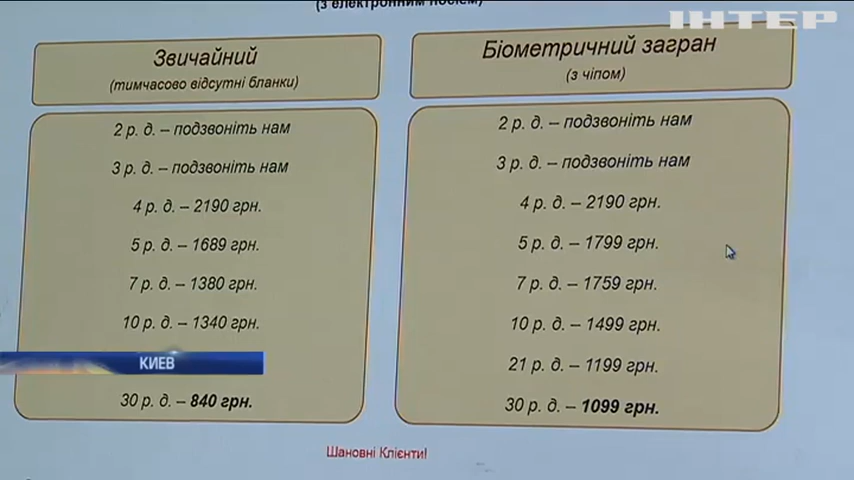 (з електронним носієм)
ІНТЕР
Звичайний
(тимчасово відсутні бланки)
2 р. д. – подзвоніть нам
3 р. д. – подзвоніть нам
4 р. д. – 2190 грн.
5 р. д. – 1689 грн.
7 р. д. – 1380 грн.
10 р. д. – 1340 грн.
30 р. д. – 840 грн.
Біометричний загран
(з чіпом)
2 р. д. – подзвоніть нам
3 р. д. – подзвоніть нам
4 р. д. – 2190 грн.
5 р. д. – 1799 грн.
7 р. д. – 1759 грн.
10 р. д. – 1499 грн.
21 р. д. – 1199 грн.
30 р. д. – 1099 грн.
КИЕВ
Шановні Клієнти!